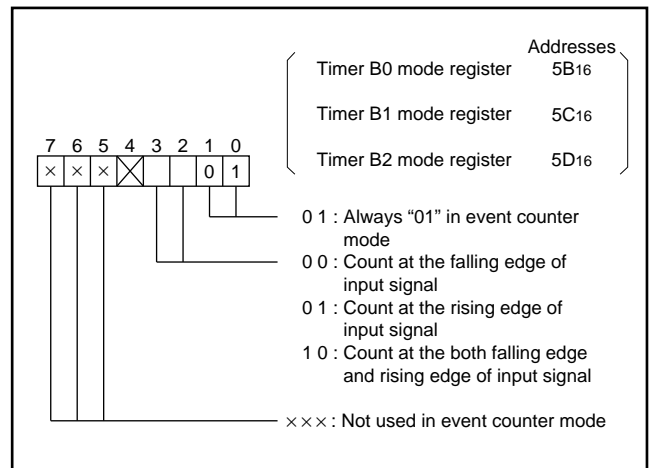 Addresses
Timer B0 mode register 5B16
Timer B1 mode register 5C16
Timer B2 mode register 5D16
7 6 5 4 3 2 1 0
× × × 0 1
0 1 : Always “01” in event counter
mode
0 0 : Count at the falling edge of
input signal
0 1 : Count at the rising edge of
input signal
1 0 : Count at the both falling edge
and rising edge of input signal
××× : Not used in event counter mode